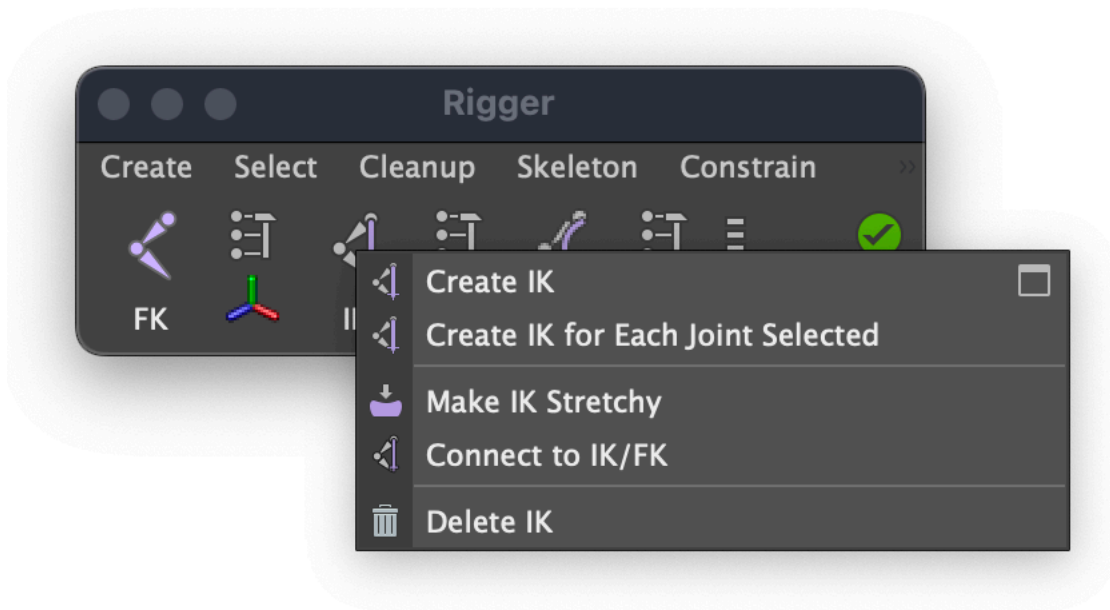 Rigger
Create Select Cleanup Skeleton Constrain »
FK
Create IK
Create IK for Each Joint Selected
Make IK Stretchy
Connect to IK/FK
Delete IK